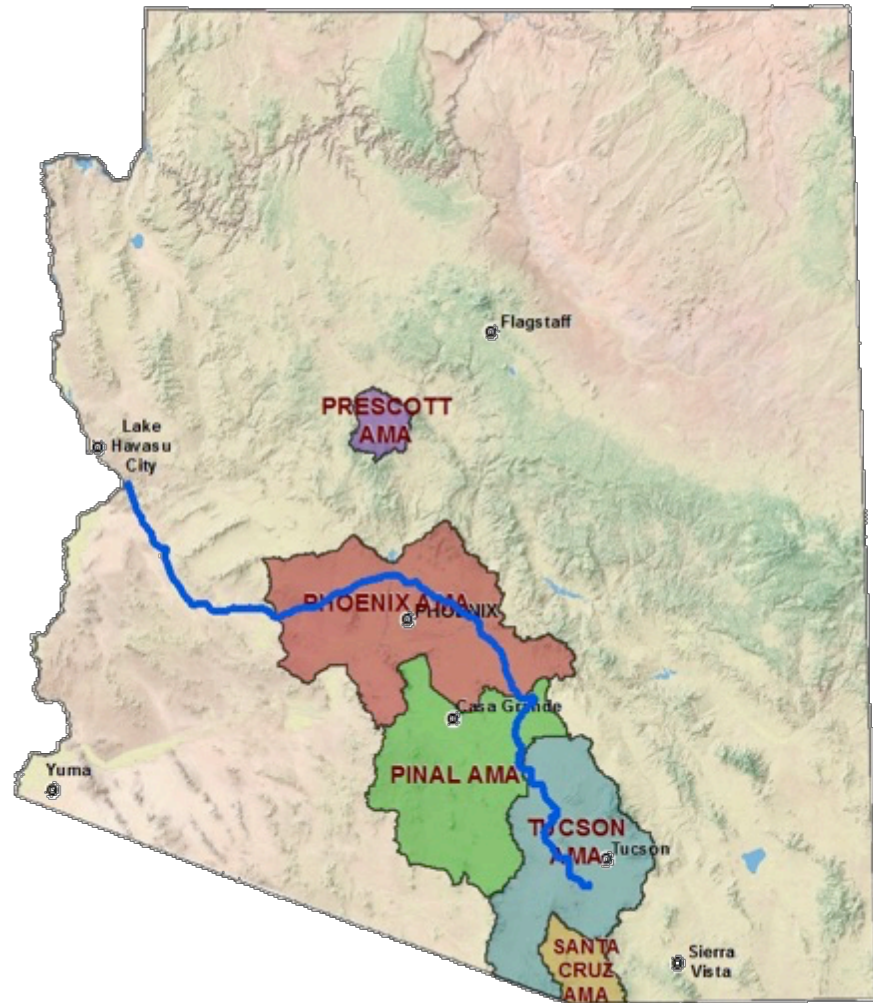 Flagstaff
PRESCOTT
AMA
Lake
Havasu
City
PHOENIX AMA
PHOENIX
Casa Grande
Yuma
PINAL AMA
TUCSON
AMA
Tucson
SANTA
CRUZ
AMA
Sierra
Vista